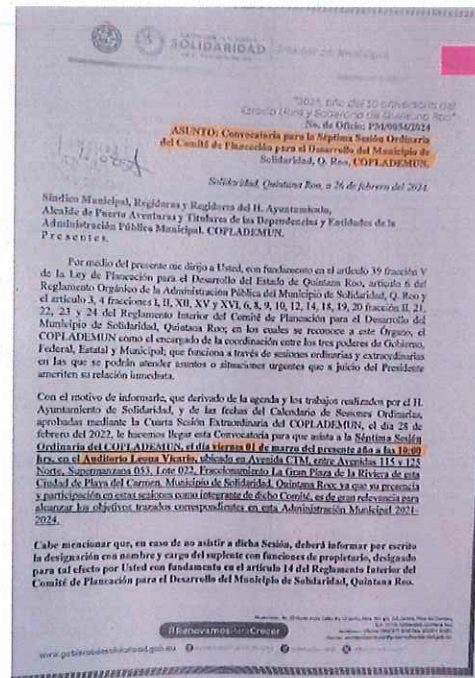 SOLIDARIDAD
"2024, Año del 50 aniversario del
Estado Libre y Soberano de Quintana Roo"
No. de Oficio: PM/0054/2024
ASUNTO: Convocatoria para la Séptima Sesión Ordinaria
del Comité de Planeación para el Desarrollo del Municipio de
Solidaridad, Q. Roo, COPLADEMUN.
Solidaridad, Quintana Roo, a 26 de febrero del 2024.
Síndico Municipal, Regidoras y Regidores del H. Ayuntamiento,
Alcalde de Puerto Aventuras y Titulares de las Dependencias y Entidades de la
Administración Pública Municipal. COPLADEMUN.
P r e s e n t e s.
Por medio del presente me dirijo a Usted, con fundamento en el artículo 39 fracción V
de la Ley de Planeación para el Desarrollo del Estado de Quintana Roo, artículo 6 del
Reglamento Orgánico de la Administración Pública del Municipio de Solidaridad, Q. Roo y
el artículo 3, 4 fracciones I, II, XII, XV y XVI, 6, 8, 9, 10, 12, 14, 18, 19, 20 fracción II, 21,
22, 23 y 24 del Reglamento Interior del Comité de Planeación para el Desarrollo del
Municipio de Solidaridad, Quintana Roo; en los cuales se reconoce a este Órgano, el
COPLADEMUN como el encargado de la coordinación entre los tres poderes de Gobierno,
Federal, Estatal y Municipal; que funciona a través de sesiones ordinarias y extraordinarias
en las que se podrán atender asuntos o situaciones urgentes que a juicio del Presidente
ameriten su relación inmediata.
Con el motivo de informarle, que derivado de la agenda y los trabajos realizados por el H.
Ayuntamiento de Solidaridad, y de las fechas del Calendario de Sesiones Ordinarias,
aprobadas mediante la Cuarta Sesión Extraordinaria del COPLADEMUN, el día 28 de
febrero del 2022, le hacemos llegar esta Convocatoria para que asista a la Séptima Sesión
Ordinaria del COPLADEMUN, el día viernes 01 de marzo del presente año a las 10:00
hrs, en el Auditorio Leona Vicario, ubicado en Avenida CTM, entre Avenidas 115 y 125
Norte, Supermanzana 053, Lote 022, Fraccionamiento La Gran Plaza de la Riviera de esta
Ciudad de Playa del Carmen, Municipio de Solidaridad, Quintana Roo; ya que su presencia
y participación en estas sesiones como integrante de dicho Comité, es de gran relevancia para
alcanzar los objetivos trazados correspondientes en esta Administración Municipal 2021-
2024.
Cabe mencionar que, en caso de no asistir a dicha Sesión, deberá informar por escrito
la designación con nombre y cargo del suplente con funciones de propietario, designado
para tal efecto por Usted con fundamento en el artículo 14 del Reglamento Interior del
Comité de Planeación para el Desarrollo del Municipio de Solidaridad, Quintana Roo.
#RenovamosParaCrecer
www.gobiernodesolidaridad.gob.mx